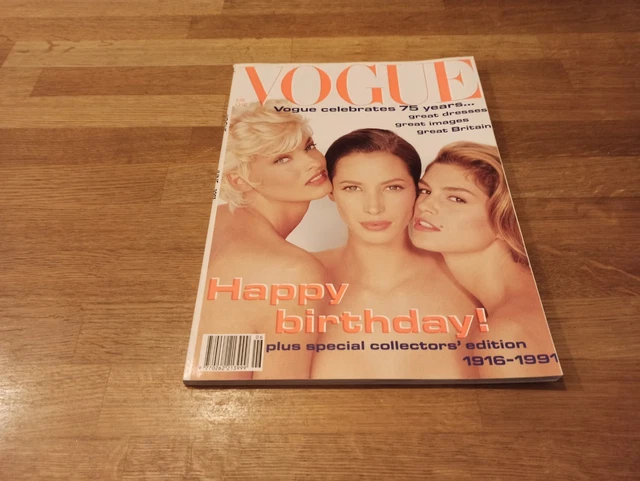 VOGUE
Vogue celebrates 75 years...
great dresses
great images
great Britain
Happy
birthday!
plus special collectors' edition
1916-1991
06